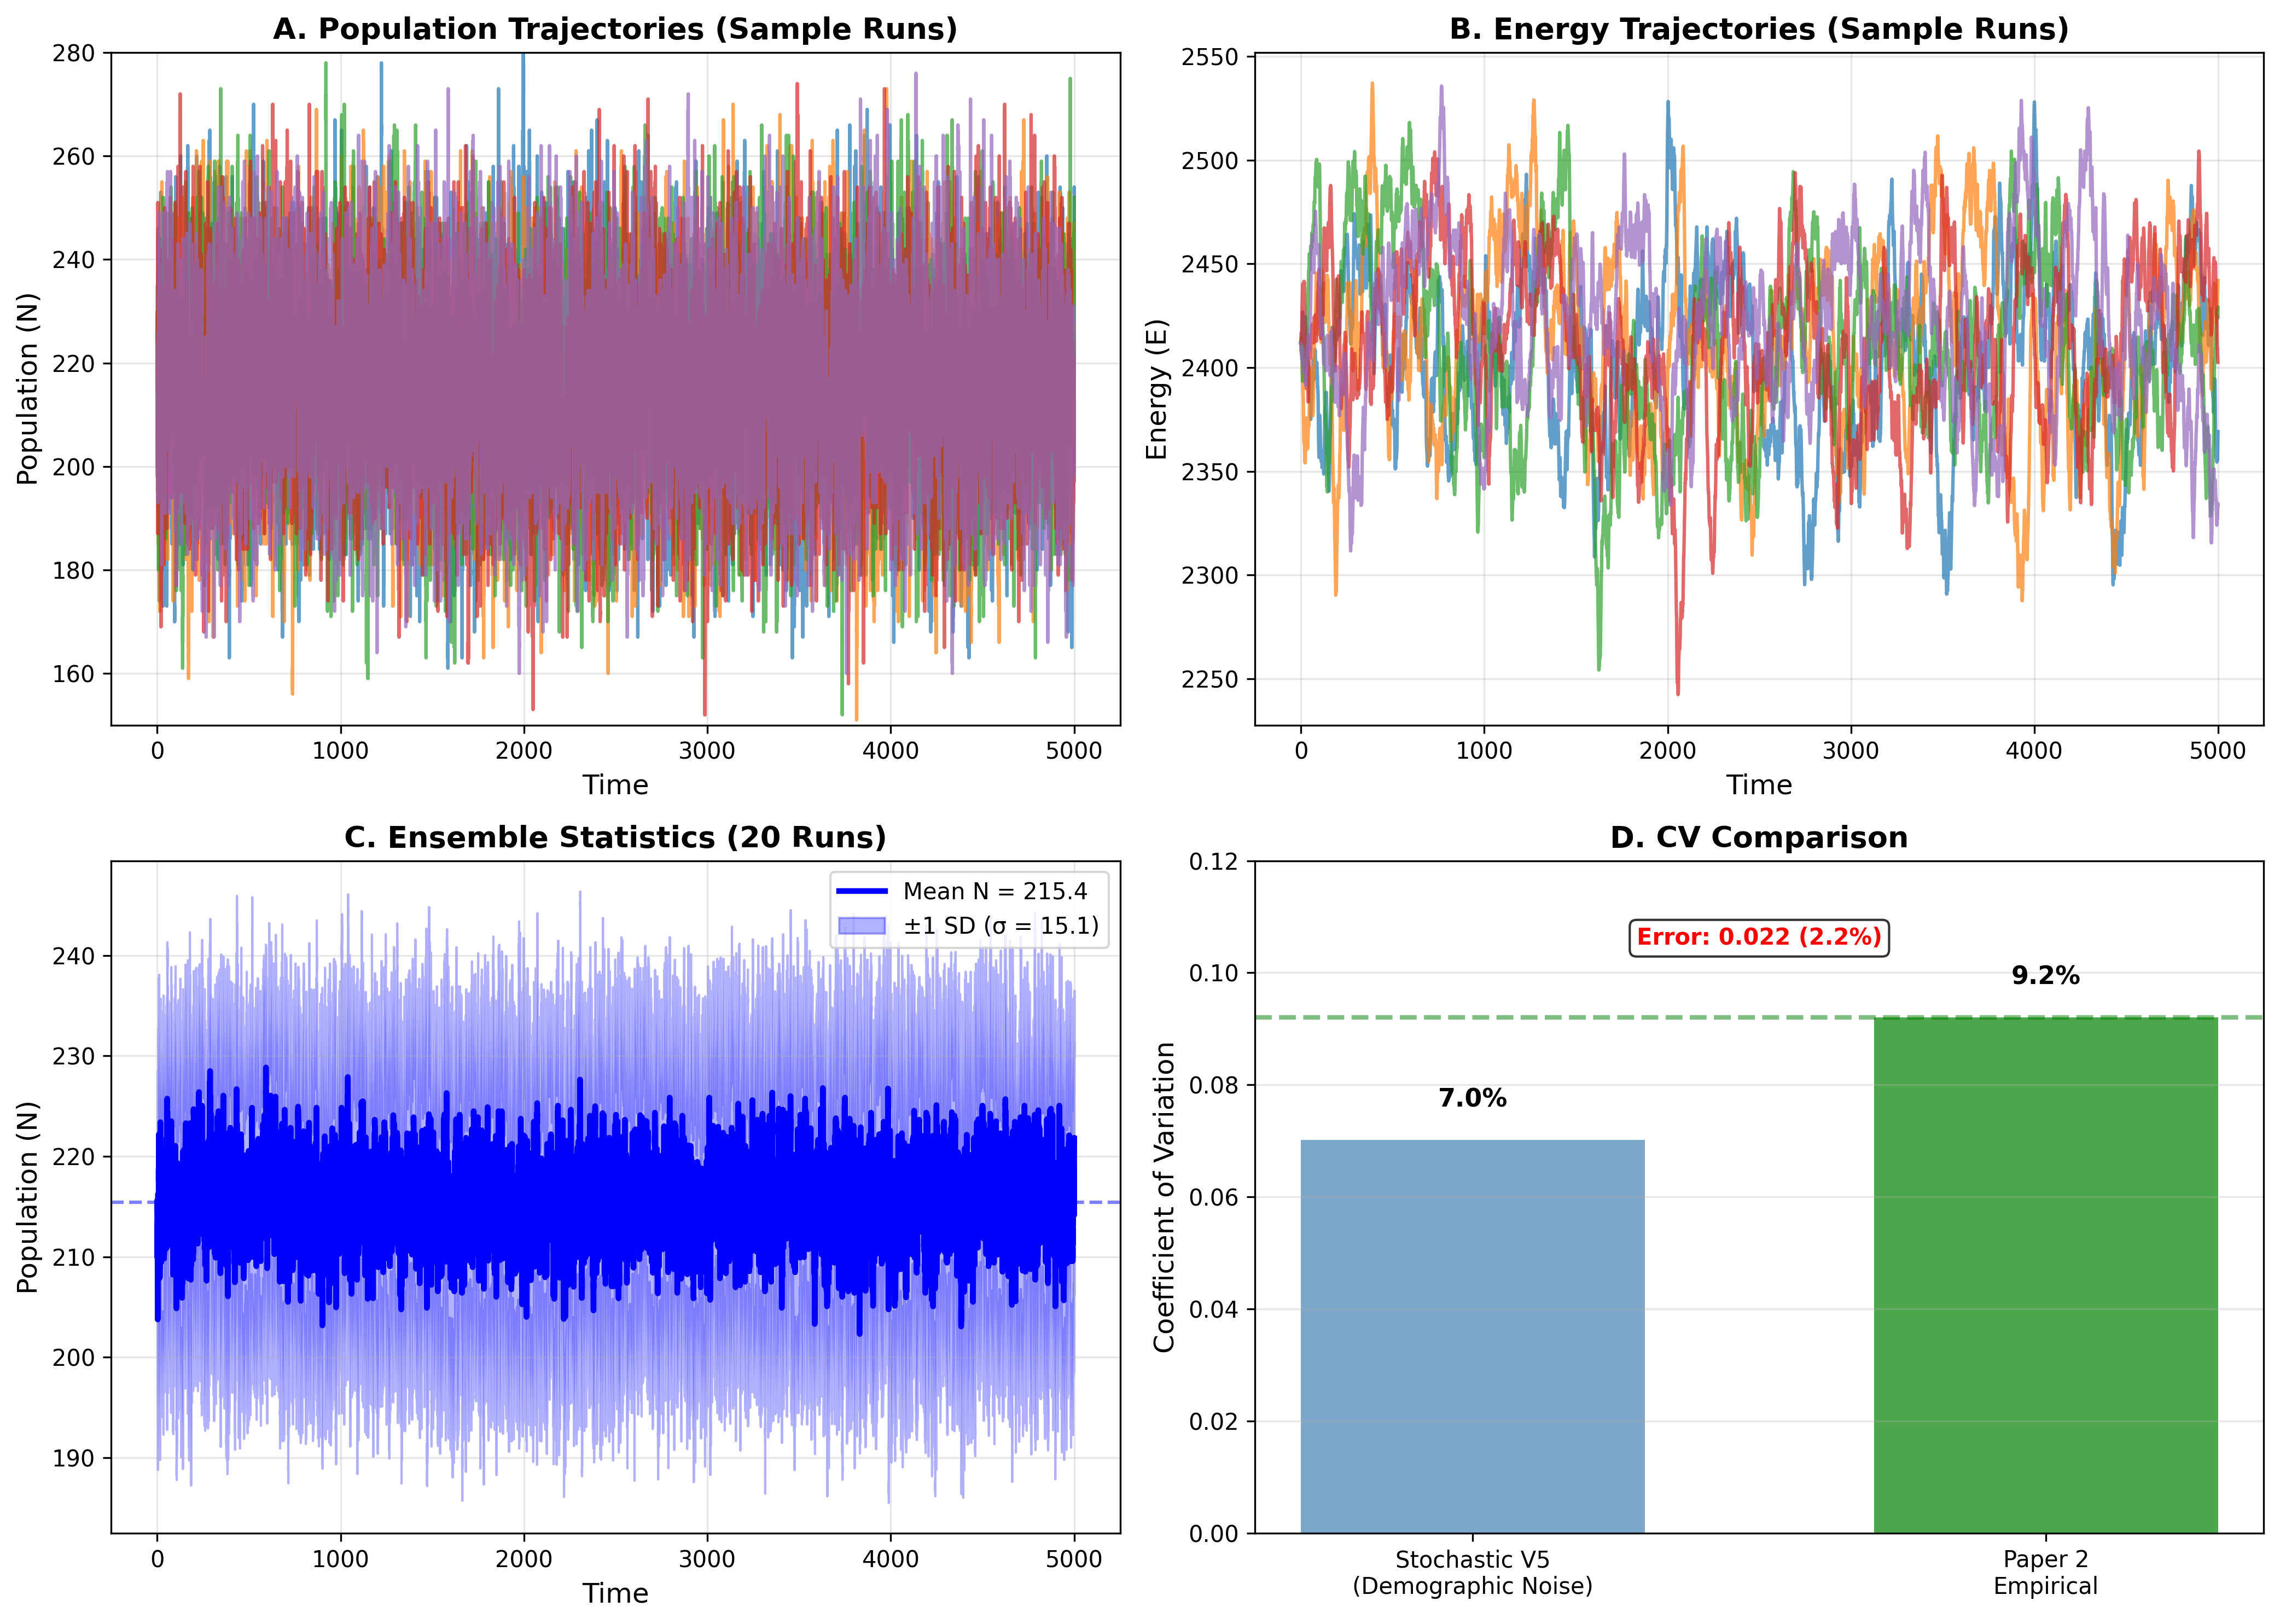 A. Population Trajectories (Sample Runs)
280
260
240
220
200
180
160
Population (N)
0 1000 2000 3000 4000 5000
Time
B. Energy Trajectories (Sample Runs)
2550
2500
2450
2400
2350
2300
2250
Energy (E)
0 1000 2000 3000 4000 5000
Time
C. Ensemble Statistics (20 Runs)
Mean N = 215.4
±1 SD (σ = 15.1)
240
230
220
210
200
190
Population (N)
0 1000 2000 3000 4000 5000
Time
D. CV Comparison
0.12
0.10
0.08
0.06
0.04
0.02
0.00
Coefficient of Variation
Error: 0.022 (2.2%)
9.2%
7.0%
Stochastic V5
(Demographic Noise)
Paper 2
Empirical